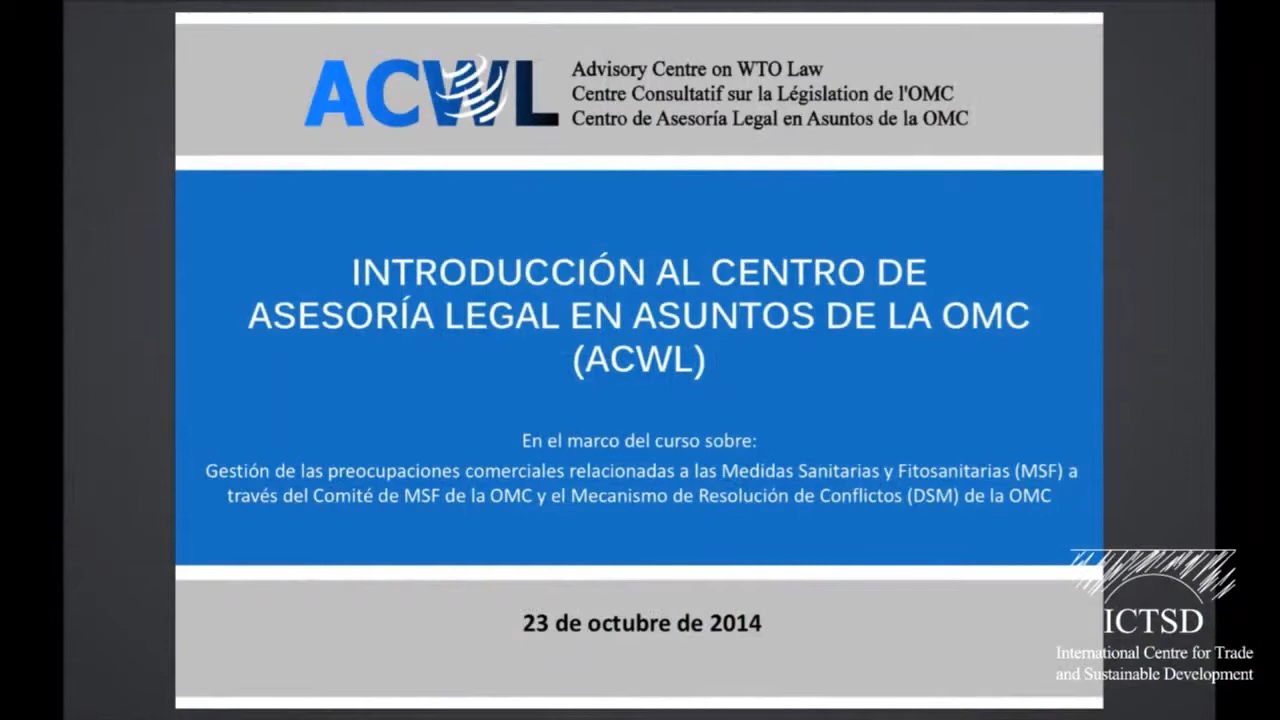 ACWL
Advisory Centre on WTO Law
Centre Consultatif sur la Législation de l'OMC
Centro de Asesoría Legal en Asuntos de la OMC
INTRODUCCIÓN AL CENTRO DE
ASESORÍA LEGAL EN ASUNTOS DE LA OMC
(ACWL)
En el marco del curso sobre:
Gestión de las preocupaciones comerciales relacionadas a las Medidas Sanitarias y Fitosanitarias (MSF) a
través del Comité de MSF de la OMC y el Mecanismo de Resolución de Conflictos (DSM) de la OMC
23 de octubre de 2014
ICTSD
International Centre for Trade
and Sustainable Development